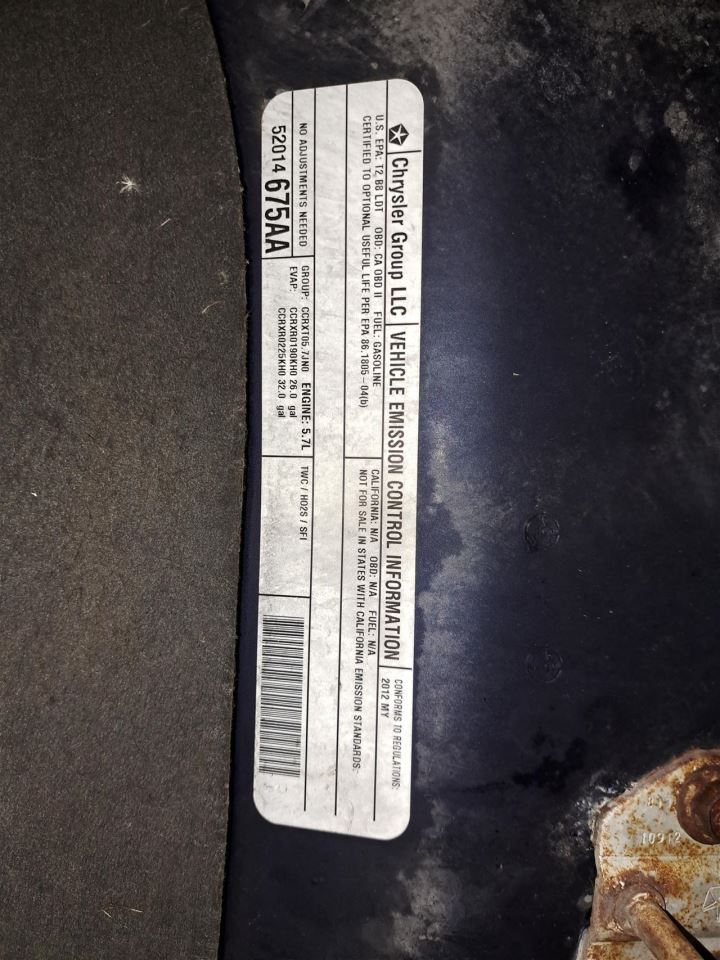 Chrysler Group LLC
VEHICLE EMISSION CONTROL INFORMATION
CONFORMS TO REGULATIONS:
2012 MY
U.S. EPA: T2 B8 LDT OBD: CA OBD II FUEL: GASOLINE
CERTIFIED TO OPTIONAL USEFUL LIFE PER EPA 86.1805-04(b)
CALIFORNIA: N/A OBD: N/A FUEL: N/A
NOT FOR SALE IN STATES WITH CALIFORNIA EMISSION STANDARDS.
NO ADJUSTMENTS NEEDED
52014 675AA
GROUP: CCRXT05.7JN0 ENGINE: 5.7L
EVAP: CCRXR0190KH0 26.0 gal
CCRXR0225KH0 32.0 gal
TWC / HO2S / SFI
10912